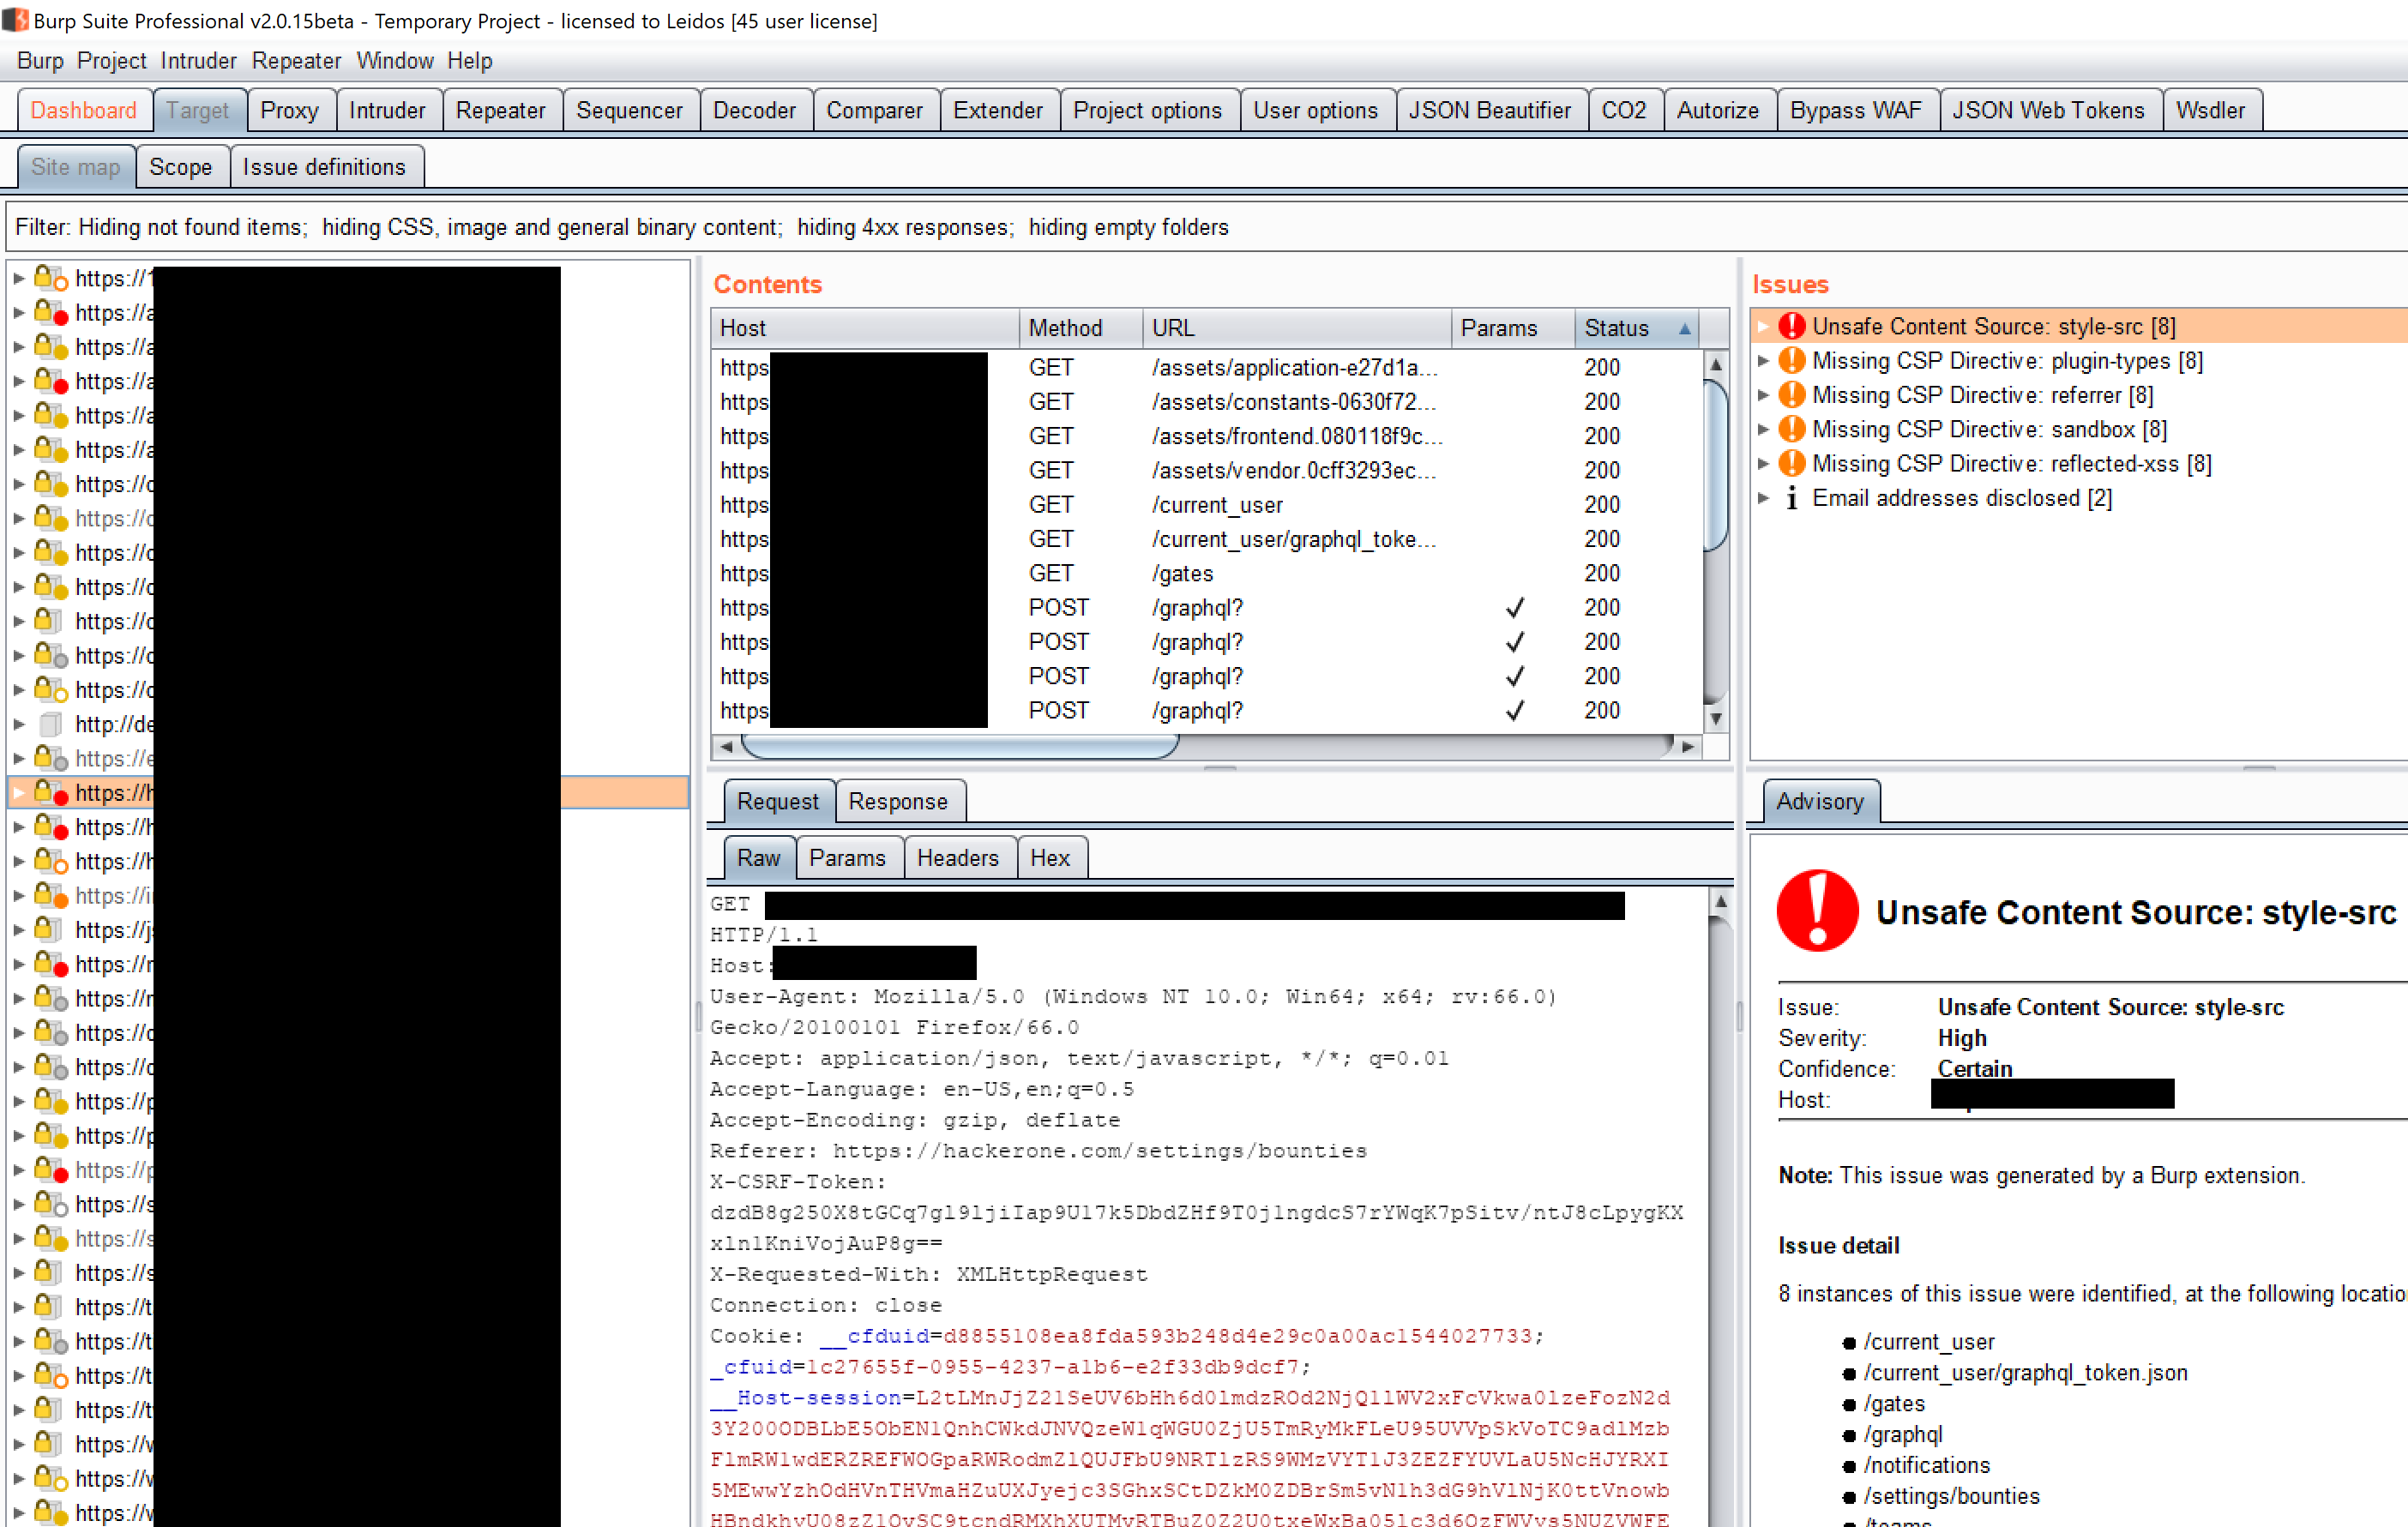 Burp Suite Professional v2.0.15beta - Temporary Project - licensed to Leidos [45 user license]
Burp Project Intruder Repeater Window Help
Dashboard Target Proxy Intruder Repeater Sequencer Decoder Comparer Extender Project options User options JSON Beautifier CO2 Autorize Bypass WAF JSON Web Tokens Wsdler
Site map Scope Issue definitions
Filter: Hiding not found items; hiding CSS, image and general binary content; hiding 4xx responses; hiding empty folders
https://1
https://a
https://a
https://a
https://a
https://a
https://c
https://c
https://c
https://c
https://c
https://c
https://c
http://de
https://e
https://h
https://h
https://h
https://i
https://j
https://r
https://r
https://c
https://c
https://p
https://p
https://p
https://s
https://s
https://s
https://t
https://t
https://t
https://t
https://v
https://v
https://v
Contents
Host Method URL Params Status
https GET /assets/application-e27d1a... 200
https GET /assets/constants-0630f72... 200
https GET /assets/frontend.080118f9c... 200
https GET /assets/vendor.0cff3293ec... 200
https GET /current_user 200
https GET /current_user/graphql_toke... 200
https GET /gates 200
https POST /graphql? ✓ 200
https POST /graphql? ✓ 200
https POST /graphql? ✓ 200
https POST /graphql? ✓ 200
Request Response
Raw Params Headers Hex
GET
HTTP/1.1
Host:
User-Agent: Mozilla/5.0 (Windows NT 10.0; Win64; x64; rv:66.0)
Gecko/20100101 Firefox/66.0
Accept: application/json, text/javascript, */*; q=0.01
Accept-Language: en-US,en;q=0.5
Accept-Encoding: gzip, deflate
Referer: https://hackerone.com/settings/bounties
X-CSRF-Token:
X-Requested-With: XMLHttpRequest
Connection: close
Cookie: __cfduid=d8855108ea8fda593b248d4e29c0a00ac1544027733;
_cfuid=1c27655f-0955-4237-a1b6-e2f33db9dcf7;
__Host-session=
Issues
Unsafe Content Source: style-src [8]
Missing CSP Directive: plugin-types [8]
Missing CSP Directive: referrer [8]
Missing CSP Directive: sandbox [8]
Missing CSP Directive: reflected-xss [8]
Email addresses disclosed [2]
Advisory
Unsafe Content Source: style-src
Issue: Unsafe Content Source: style-src
Severity: High
Confidence: Certain
Host:
Note: This issue was generated by a Burp extension.
Issue detail
8 instances of this issue were identified, at the following locatio
/current_user
/current_user/graphql_token.json
/gates
/graphql
/notifications
/settings/bounties
/teams